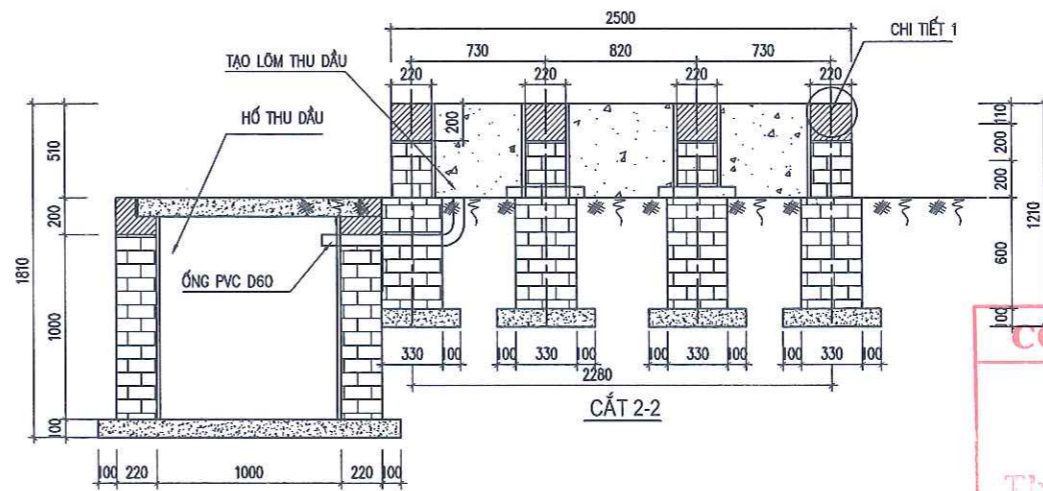 2500
730 820 730
CHI TIẾT 1
TẠO LÕM THU DẦU
220 220 220 220
HỐ THU DẦU
200
110
200
200
510
200
1810
1000
100
1210
600
100
ỐNG PVC D60
330 100 100 330 100 100 330 100 100 330 100
2280
CẮT 2-2
100 220 1000 220 100